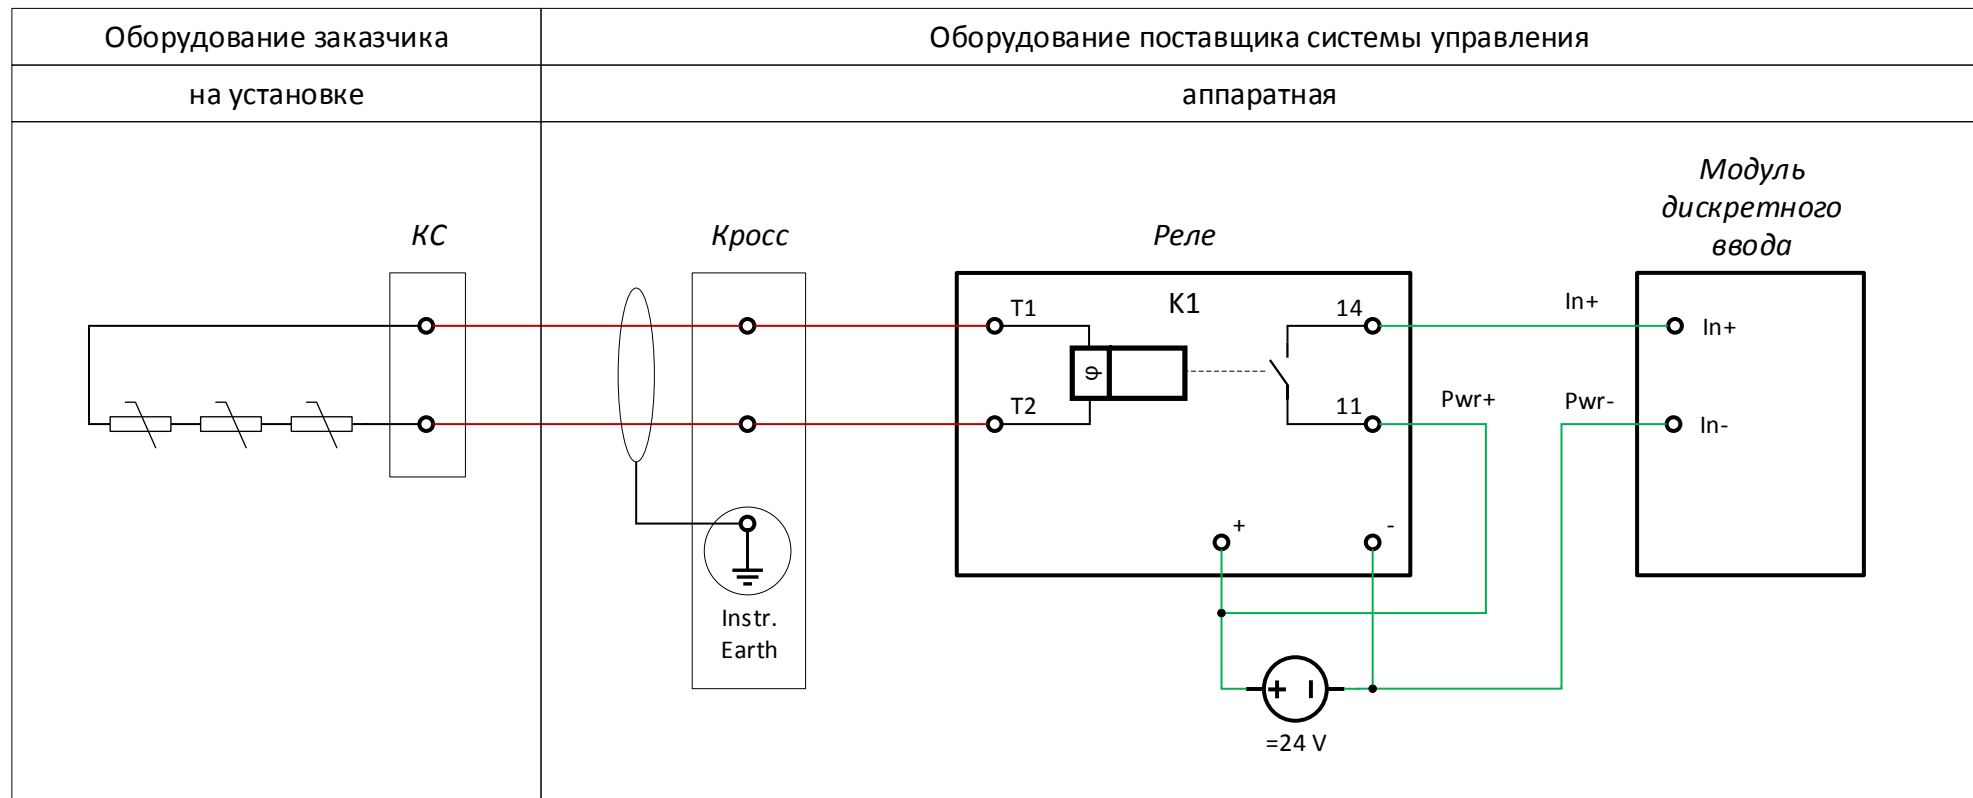 Оборудование заказчика
Оборудование поставщика системы управления
на установке
аппаратная
КС
Кросс
Реле
Модуль
дискретного
ввода
T1
K1
14
In+
In+
φ
T2
11
Pwr+
Pwr-
In-
+
-
Instr.
Earth
=24 V